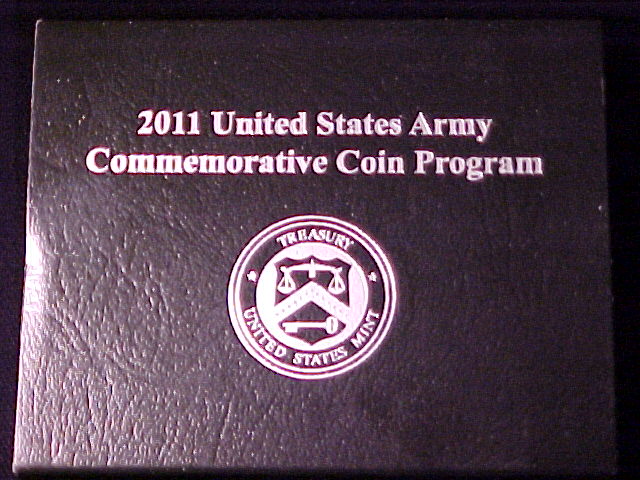 2011 United States Army
Commemorative Coin Program
TREASURY
UNITED STATES MINT